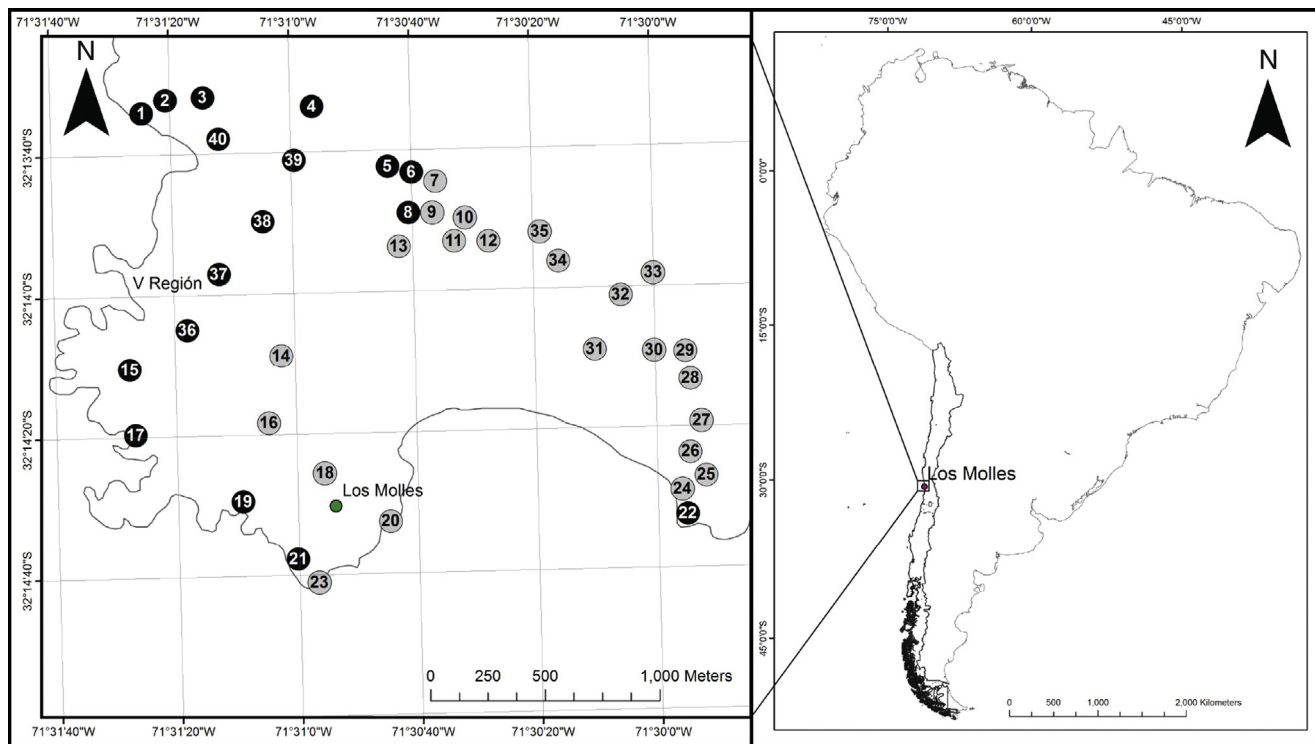 71°31'40"W 71°31'20"W 71°31'0"W 71°30'40"W 71°30'20"W 71°30'0"W
75°0'0"W 60°0'0"W 45°0'0"W
N
N
1 2 3 4
40
39
32°13'40"S
5 6 7
8 9 10
11 12 13
35
34
33
32
38
37
V Región
32°14'0"S
36
31 30 29
14
15
28
27
16
17
32°14'20"S
26
25
18
24
Los Molles
19
20
22
21
23
32°14'40"S
0 250 500 1,000 Meters
71°31'40"W 71°31'20"W 71°31'0"W 71°30'40"W 71°30'20"W 71°30'0"W
0°0'0"
15°0'0"S
30°0'0"S
Los Molles
45°0'0"S
0 500 1,000 2,000 Kilometers